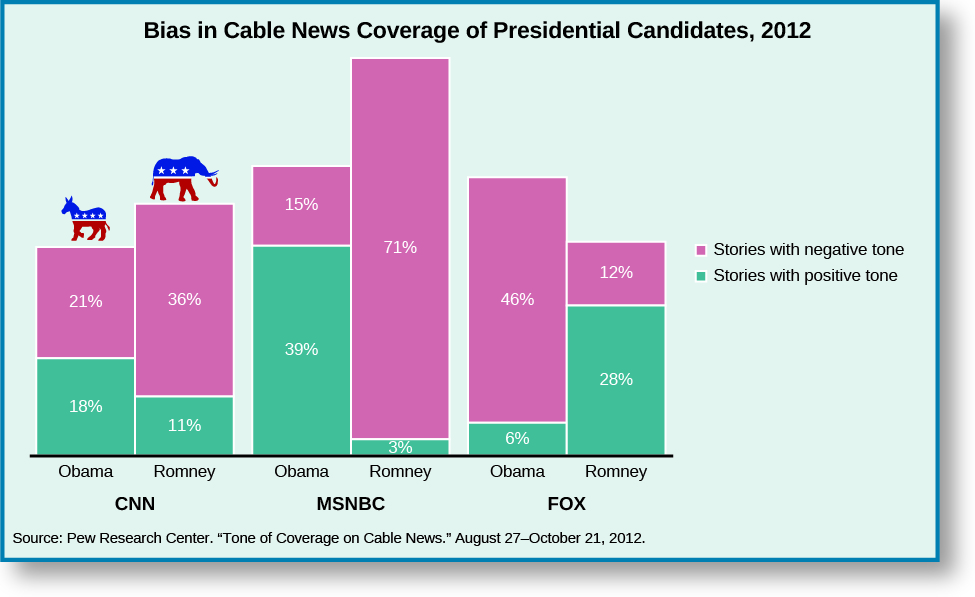 Bias in Cable News Coverage of Presidential Candidates, 2012
21%
18%
36%
11%
15%
39%
71%
3%
46%
6%
12%
28%
Stories with negative tone
Stories with positive tone
Obama Romney Obama Romney Obama Romney
CNN MSNBC FOX
Source: Pew Research Center. “Tone of Coverage on Cable News.” August 27–October 21, 2012.